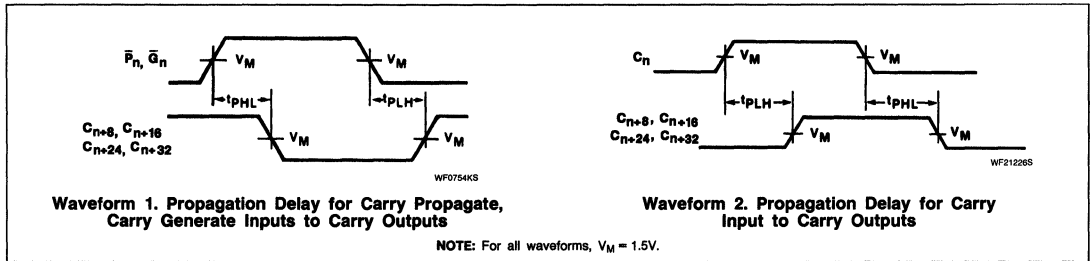 P̄n, Ḡn
VM
VM
tPHL
tPLH
Cn+8, Cn+16
Cn+24, Cn+32
VM
VM
WF0754KS
Waveform 1. Propagation Delay for Carry Propagate,
Carry Generate Inputs to Carry Outputs
Cn
VM
VM
tPLH
tPHL
Cn+8, Cn+16
Cn+24, Cn+32
VM
VM
WF21226S
Waveform 2. Propagation Delay for Carry
Input to Carry Outputs
NOTE: For all waveforms, VM = 1.5V.